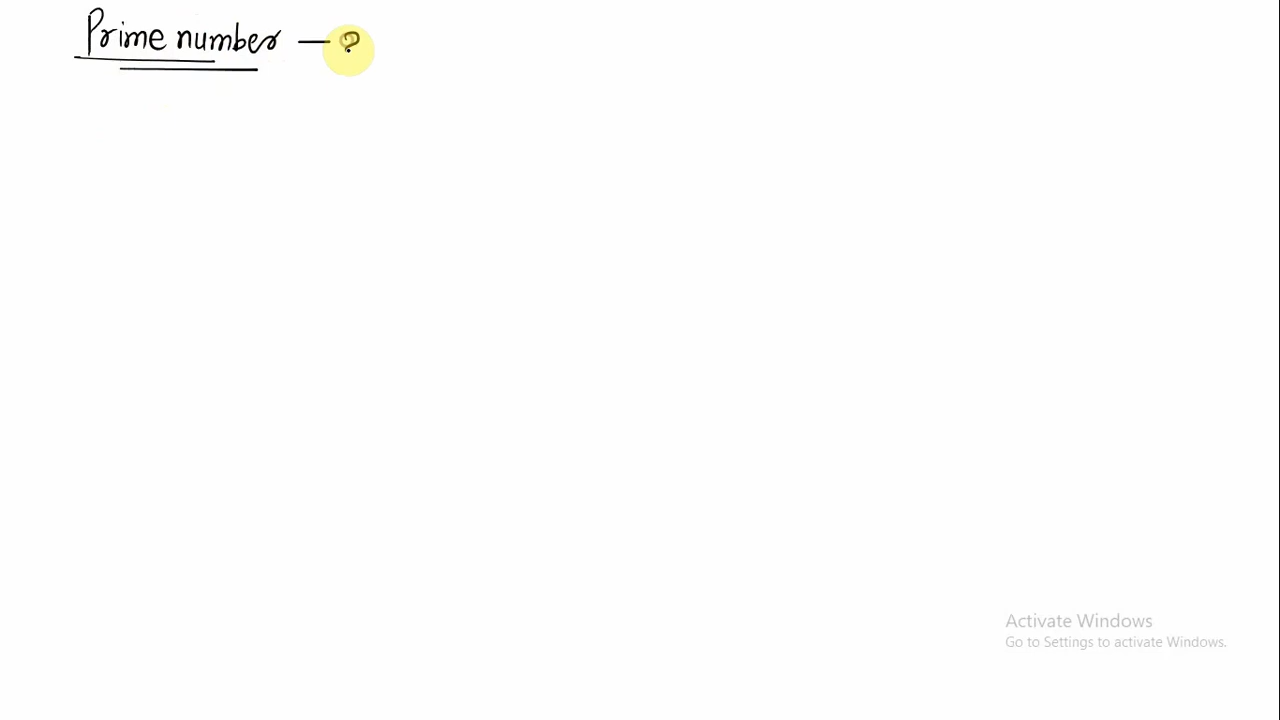 Prime number – ?
Activate Windows
Go to Settings to activate Windows.